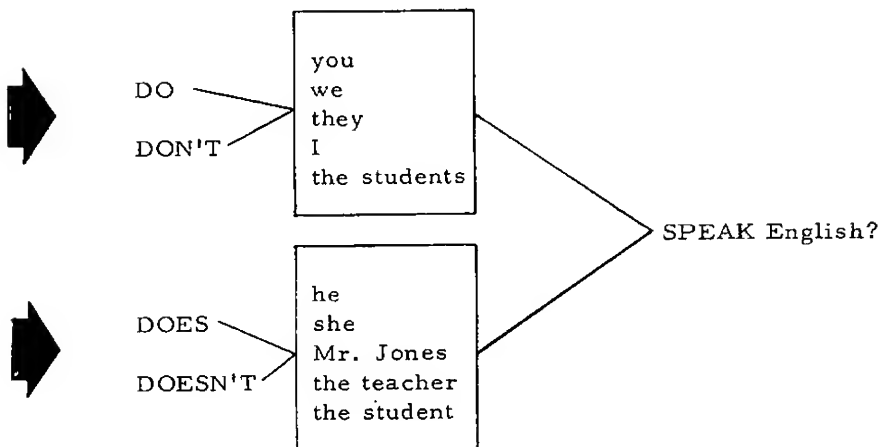 DO
DON'T
you
we
they
I
the students
DOES
DOESN'T
he
she
Mr. Jones
the teacher
the student
SPEAK English?